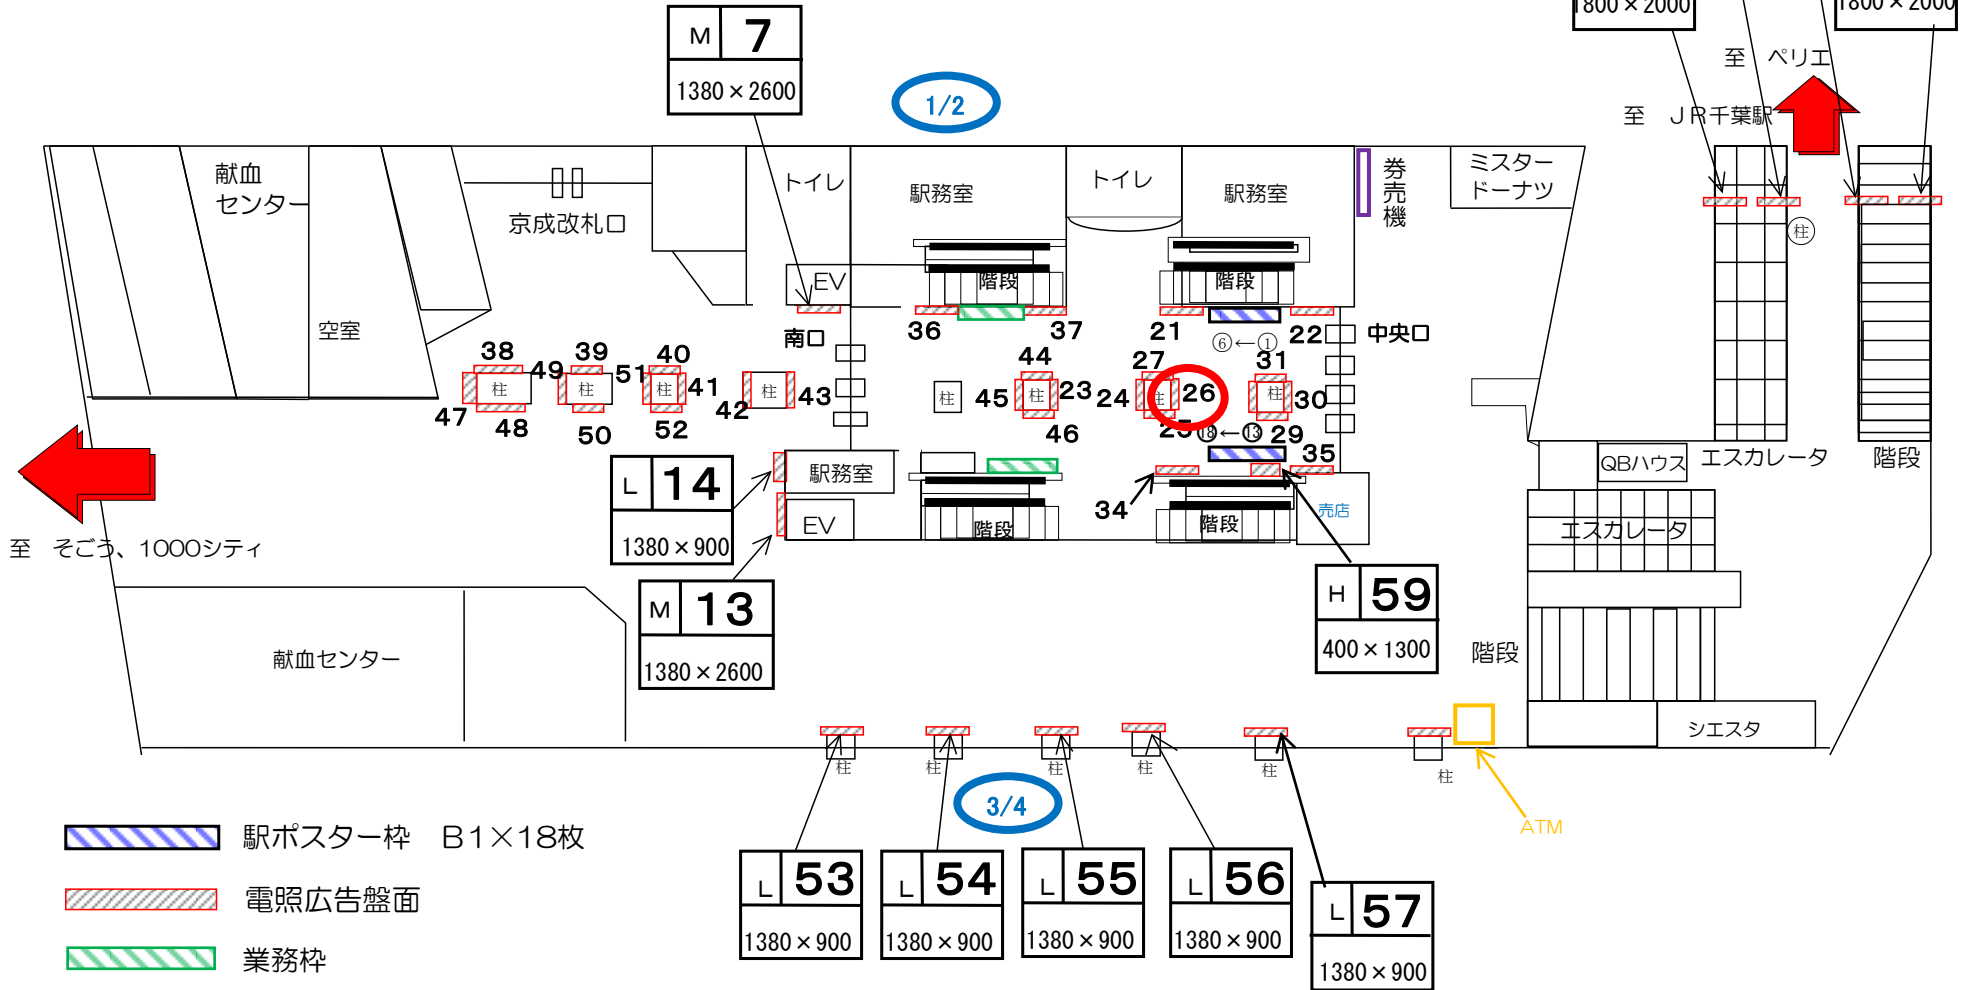 1800×2000
1800×2000
M 7
1380×2600
1/2
至 ペリエ
至 JR千葉駅
献血
センター
京成改札口
トイレ
駅務室
トイレ
駅務室
券売機
ミスター
ドーナツ
柱
EV
階段
階段
空室
南口
36
37
21
22
中央口
⑥←①
38
39
40
44
27
31
49
51
柱
柱
柱
41
柱
43
柱
45
柱
23
24
柱
26
柱
30
47
48
50
52
42
46
25
⑱←⑬
29
35
L 14
1380×900
駅務室
EV
階段
34
階段
売店
QBハウス
エスカレータ
階段
エスカレータ
至 そごう、1000シティ
M 13
1380×2600
H 59
400×1300
階段
献血センター
シエスタ
柱
柱
柱
柱
柱
柱
3/4
ATM
駅ポスター枠 B1×18枚
電照広告盤面
業務枠
L 53
1380×900
L 54
1380×900
L 55
1380×900
L 56
1380×900
L 57
1380×900